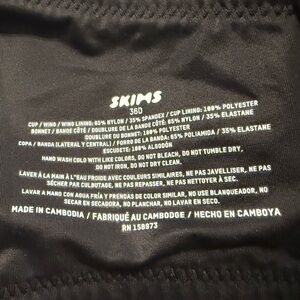 SKIMS
36D
CUP / WING / WING LINING: 65% NYLON / 35% SPANDEX / CUP LINING: 100% POLYESTER
BONNET / BANDE CÔTÉ / DOUBLURE DE LA BANDE CÔTÉ: 65% NYLON / 35% ÉLASTANE
DOUBLURE DU BONNET: 100% POLYESTER
COPA / BANDA (LATERAL Y CENTRAL) / FORRO DE LA BANDA: 65% POLIAMIDA / 35% ELASTANE
ESCUDETE: 100% ALGODÓN
HAND WASH COLD WITH LIKE COLORS, DO NOT BLEACH, DO NOT TUMBLE DRY,
DO NOT IRON, DO NOT DRY CLEAN.
LAVER À LA MAIN À L'EAU FROIDE AVEC COULEURS SIMILAIRES, NE PAS JAVELLISER, NE PAS
SÉCHER PAR CULBUTAGE, NE PAS REPASSER, NE PAS NETTOYER À SEC.
LAVAR A MANO CON AGUA FRÍA Y PRENDAS DE COLOR SIMILAR, NO USAR BLANQUEADOR, NO
SECAR EN SECADORA, NO PLANCHAR, NO LAVAR EN SECO.
MADE IN CAMBODIA / FABRIQUÉ AU CAMBODGE / HECHO EN CAMBOYA
RN 158973